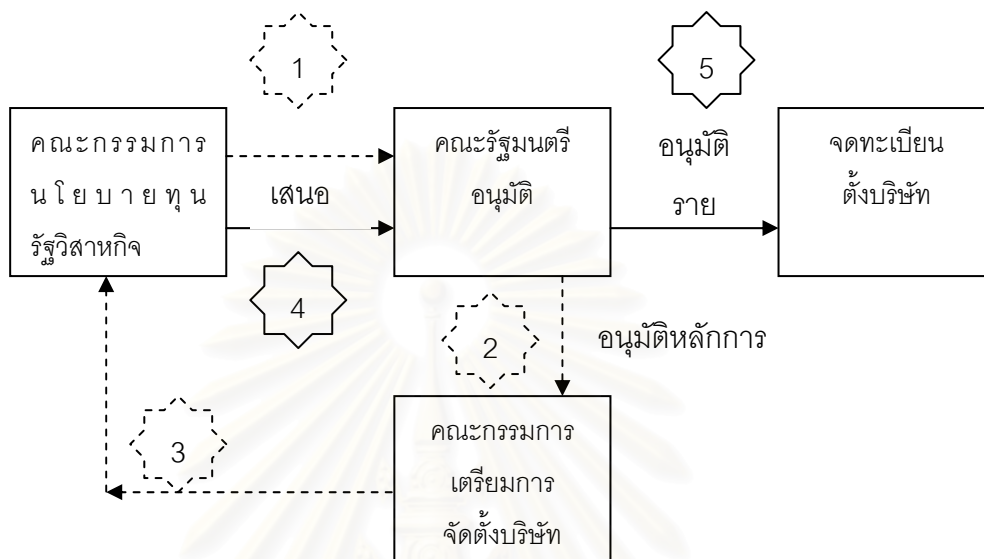 1
5
คณะกรรมการ
นโยบายทุน
รัฐวิสาหกิจ
เสนอ
คณะรัฐมนตรี
อนุมัติ
อนุมัติ
ราย
จดทะเบียน
ตั้งบริษัท
4
2
อนุมัติหลักการ
3
คณะกรรมการ
เตรียมการ
จัดตั้งบริษัท